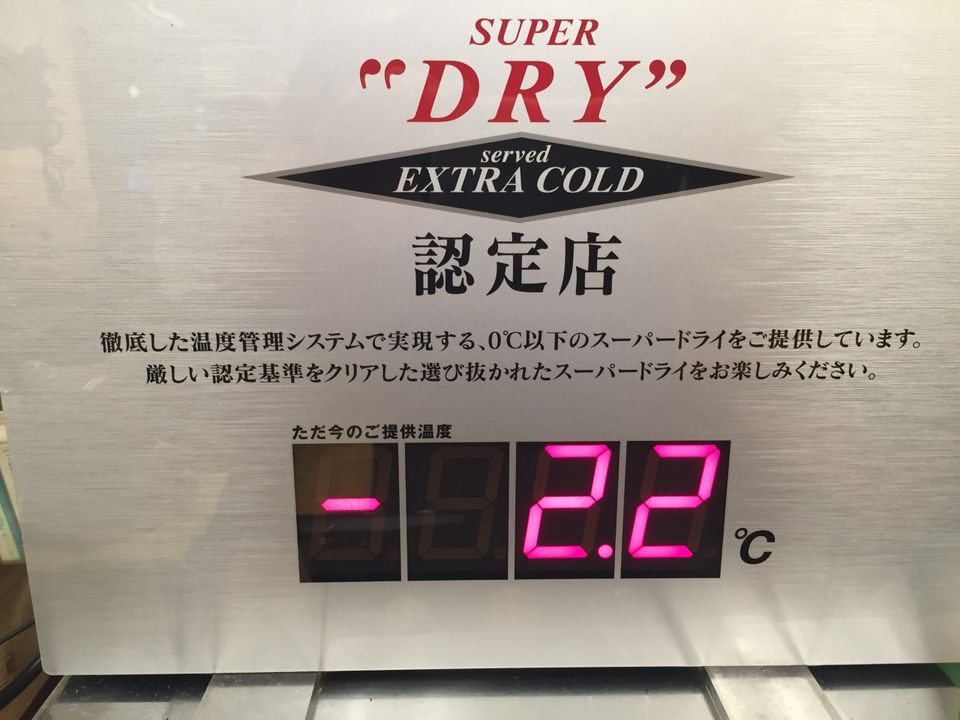 SUPER
“DRY”
served
EXTRA COLD
認定店
徹底した温度管理システムで実現する、0℃以下のスーパードライをご提供しています。
厳しい認定基準をクリアした選び抜かれたスーパードライをお楽しみください。
ただ今のご提供温度
- 2.2 ℃